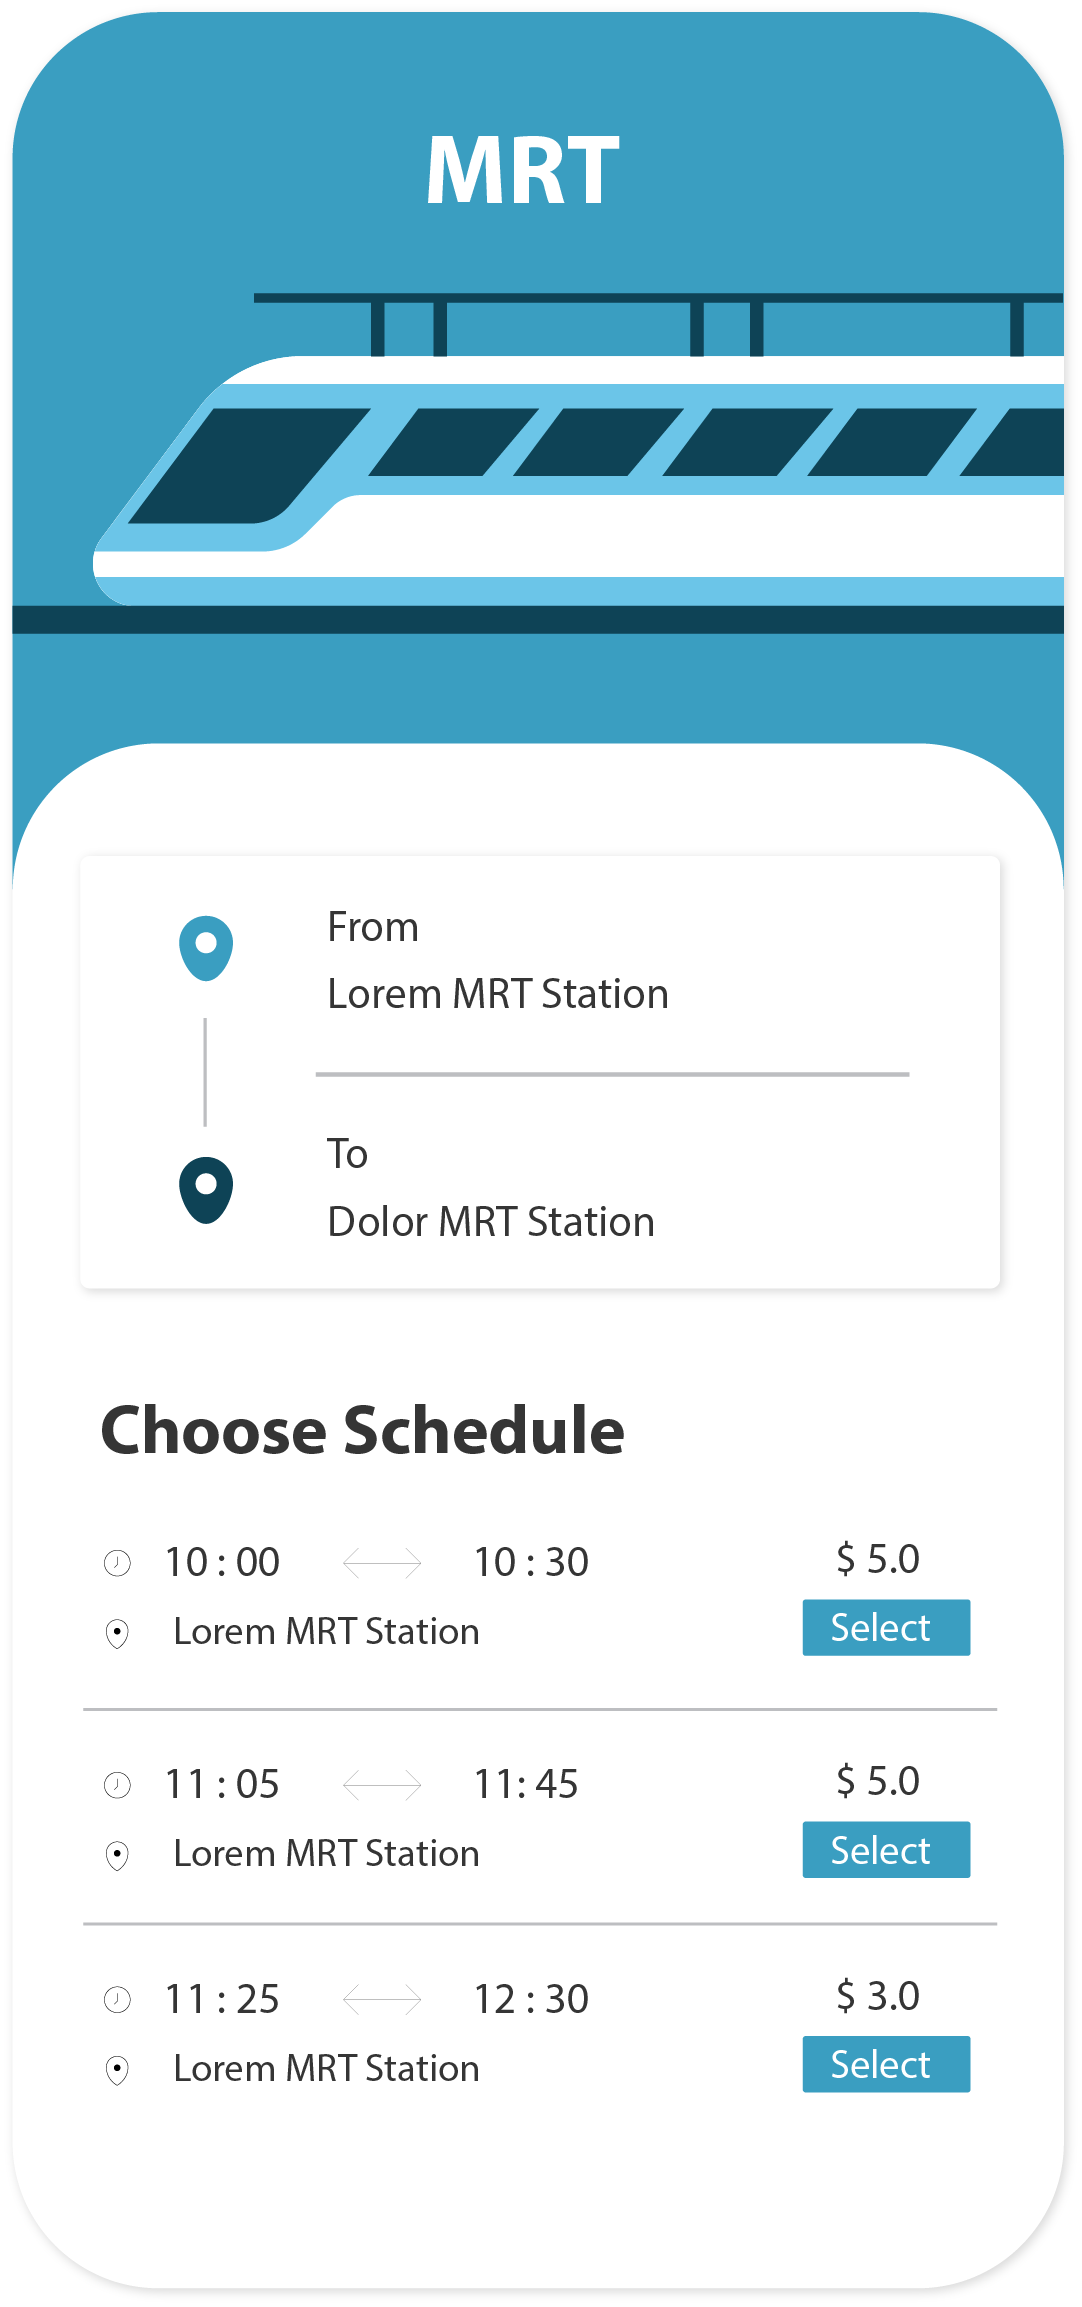 MRT
From
Lorem MRT Station
To
Dolor MRT Station
Choose Schedule
10 : 00 10 : 30 $ 5.0
Lorem MRT Station Select
11 : 05 11: 45 $ 5.0
Lorem MRT Station Select
11 : 25 12 : 30 $ 3.0
Lorem MRT Station Select